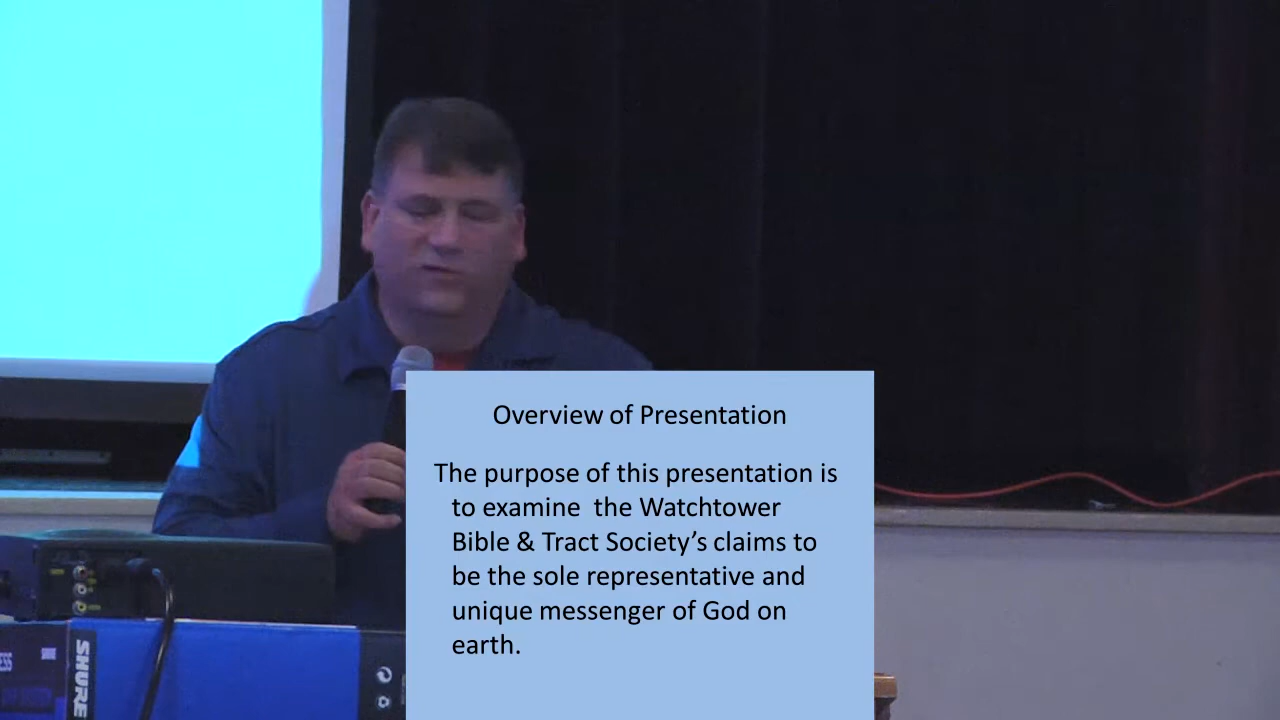 Overview of Presentation
The purpose of this presentation is
to examine the Watchtower
Bible & Tract Society’s claims to
be the sole representative and
unique messenger of God on
earth.
SHURE
ESS